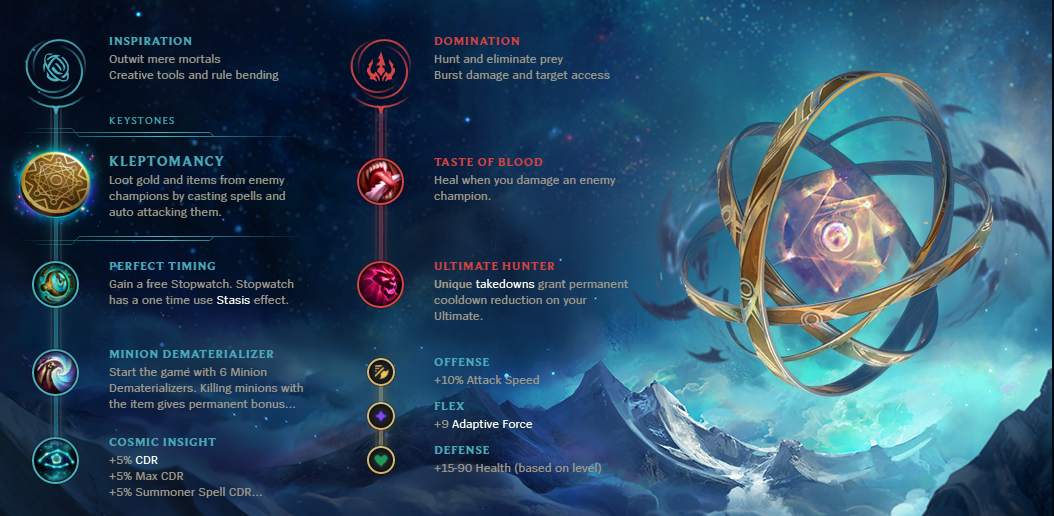 INSPIRATION
Outwit mere mortals
Creative tools and rule bending
KEYSTONES
KLEPTOMANCY
Loot gold and items from enemy
champions by casting spells and
auto attacking them.
PERFECT TIMING
Gain a free Stopwatch. Stopwatch
has a one time use Stasis effect.
MINION DEMATERIALIZER
Start the game with 6 Minion
Dematerializers. Killing minions with
the item gives permanent bonus...
COSMIC INSIGHT
+5% CDR
+5% Max CDR
+5% Summoner Spell CDR...
DOMINATION
Hunt and eliminate prey
Burst damage and target access
TASTE OF BLOOD
Heal when you damage an enemy
champion.
ULTIMATE HUNTER
Unique takedowns grant permanent
cooldown reduction on your
Ultimate.
OFFENSE
+10% Attack Speed
FLEX
+9 Adaptive Force
DEFENSE
+15-90 Health (based on level)